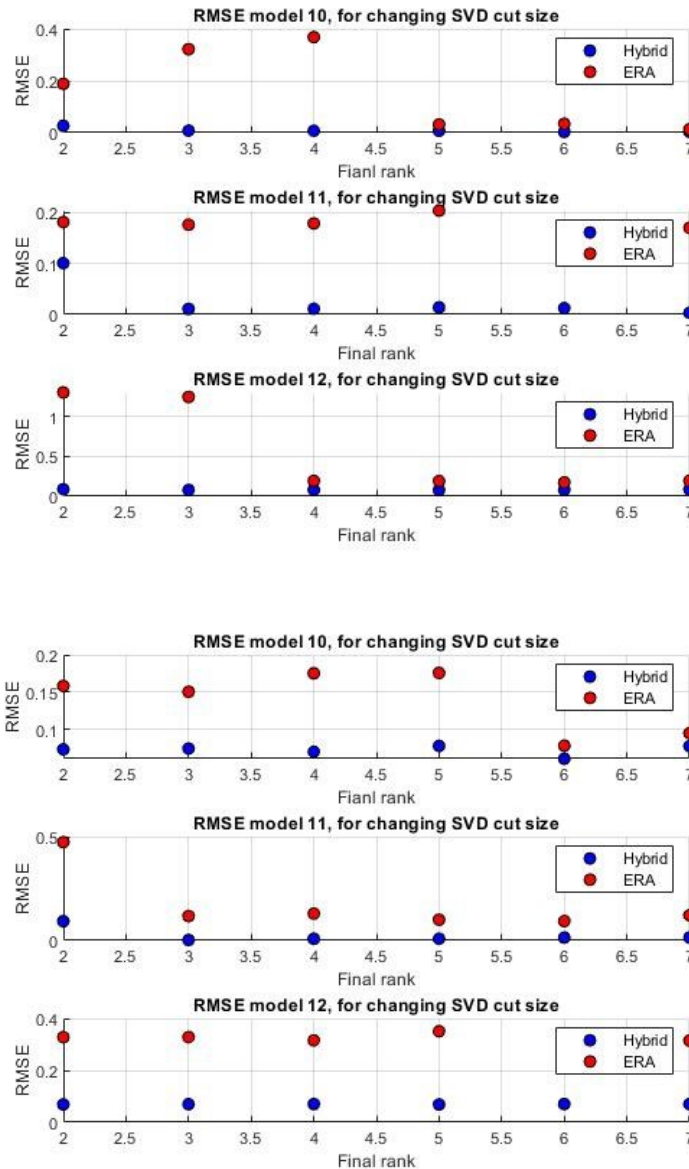 RMSE model 10, for changing SVD cut size
0.4
0.2
0
RMSE
Hybrid
ERA
2 2.5 3 3.5 4 4.5 5 5.5 6 6.5 7
Fianl rank
RMSE model 11, for changing SVD cut size
0.2
0.1
0
RMSE
Hybrid
ERA
2 2.5 3 3.5 4 4.5 5 5.5 6 6.5 7
Final rank
RMSE model 12, for changing SVD cut size
1
0.5
0
RMSE
Hybrid
ERA
2 2.5 3 3.5 4 4.5 5 5.5 6 6.5 7
Final rank
RMSE model 10, for changing SVD cut size
0.2
0.15
0.1
RMSE
Hybrid
ERA
2 2.5 3 3.5 4 4.5 5 5.5 6 6.5 7
Fianl rank
RMSE model 11, for changing SVD cut size
0.5
0
RMSE
Hybrid
ERA
2 2.5 3 3.5 4 4.5 5 5.5 6 6.5 7
Final rank
RMSE model 12, for changing SVD cut size
0.4
0.2
0
RMSE
Hybrid
ERA
2 2.5 3 3.5 4 4.5 5 5.5 6 6.5 7
Final rank